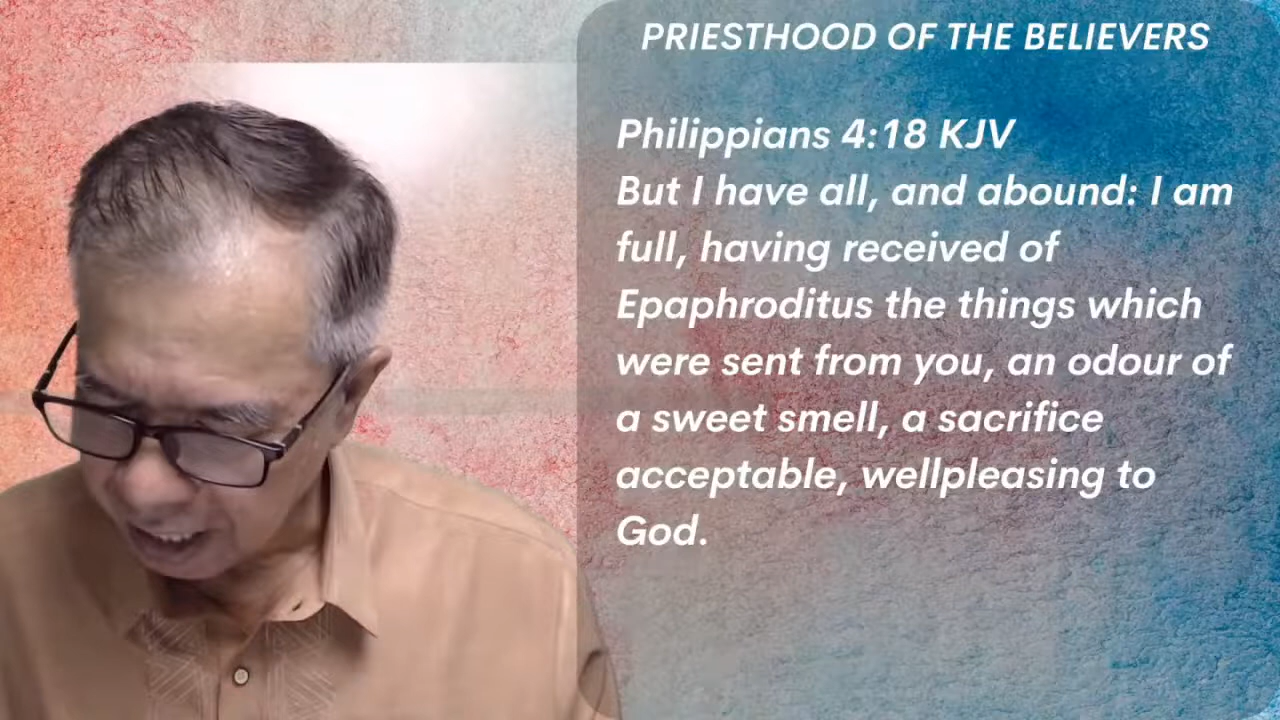 PRIESTHOOD OF THE BELIEVERS
Philippians 4:18 KJV
But I have all, and abound: I am
full, having received of
Epaphroditus the things which
were sent from you, an odour of
a sweet smell, a sacrifice
acceptable, wellpleasing to
God.